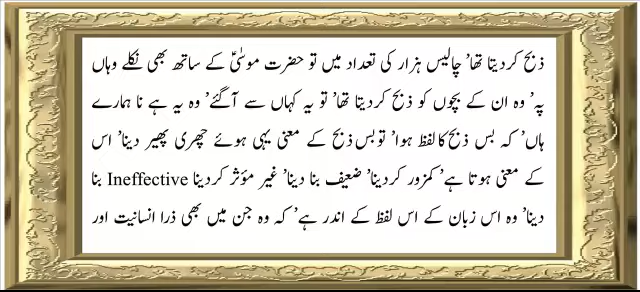 ذبح کردیتا تھا’ چالیس ہزار کی تعداد میں تو حضرت موسٰیؑ کے ساتھ بھی نکلے وہاں
پہ’ وہ ان کے بچوں کو ذبح کردیتا تھا’ تو یہ کہاں سے آگئے’ وہ یہ ہے نا ہمارے
ہاں’ کہ بس ذبح کا لفظ ہوا’ تو بس ذبح کے معنی یہی ہوئے چھری پھیر دینا’ اس
کے معنی ہوتا ہے’ کمزور کردینا’ ضعیف بنا دینا’ غیر مؤثر کردینا Ineffective بنا
دینا’ وہ اس زبان کے اس لفظ کے اندر ہے’ کہ وہ جن میں بھی ذرا انسانیت اور